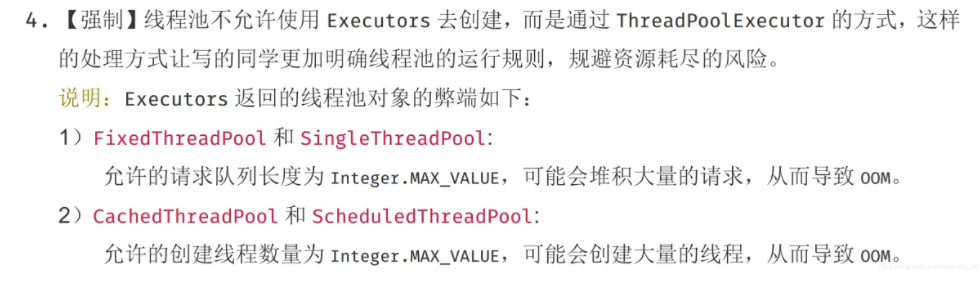 4. 【强制】线程池不允许使用 Executors 去创建，而是通过 ThreadPoolExecutor 的方式，这样
的处理方式让写的同学更加明确线程池的运行规则，规避资源耗尽的风险。
说明：Executors 返回的线程池对象的弊端如下：
1）FixedThreadPool 和 SingleThreadPool:
允许的请求队列长度为 Integer.MAX_VALUE，可能会堆积大量的请求，从而导致 OOM。
2）CachedThreadPool 和 ScheduledThreadPool:
允许的创建线程数量为 Integer.MAX_VALUE，可能会创建大量的线程，从而导致 OOM。